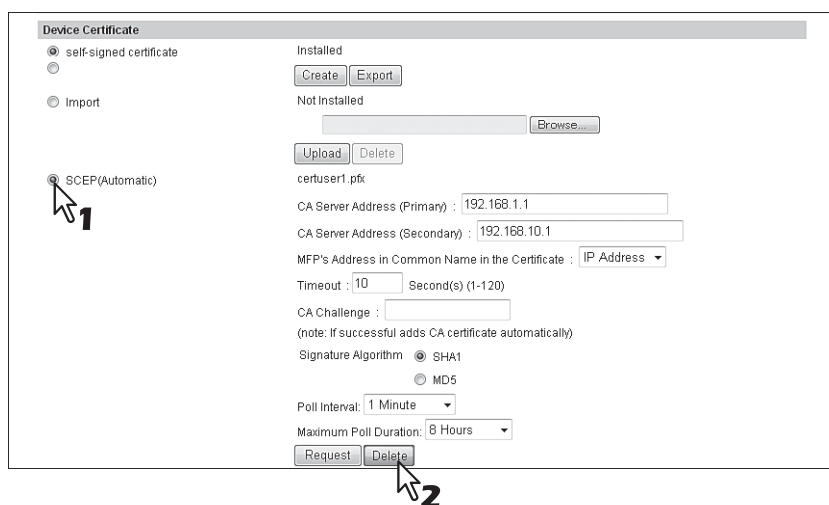 Device Certificate
self-signed certificate Installed
Create Export
Import Not Installed
Browse...
Upload Delete
SCEP(Automatic) certuser1.pfx
1
CA Server Address (Primary) : 192.168.1.1
CA Server Address (Secondary) : 192.168.10.1
MFP's Address in Common Name in the Certificate : IP Address
Timeout : 10 Second(s) (1-120)
CA Challenge :
(note: If successful adds CA certificate automatically)
Signature Algorithm SHA1
MD5
Poll Interval: 1 Minute
Maximum Poll Duration: 8 Hours
Request Delete
2